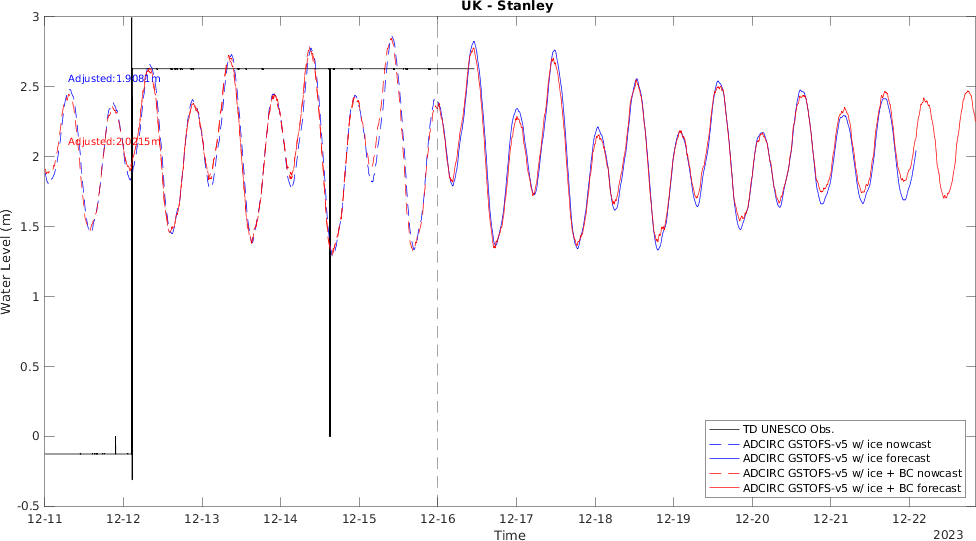 UK - Stanley
3
2.5
2
1.5
1
0.5
0
-0.5
Water Level (m)
Adjusted:1.9081m
Adjusted:2.0215m
TD UNESCO Obs.
ADCIRC GSTOFS-v5 w/ ice nowcast
ADCIRC GSTOFS-v5 w/ ice forecast
ADCIRC GSTOFS-v5 w/ ice + BC nowcast
ADCIRC GSTOFS-v5 w/ ice + BC forecast
12-11 12-12 12-13 12-14 12-15 12-16 12-17 12-18 12-19 12-20 12-21 12-22
Time
2023